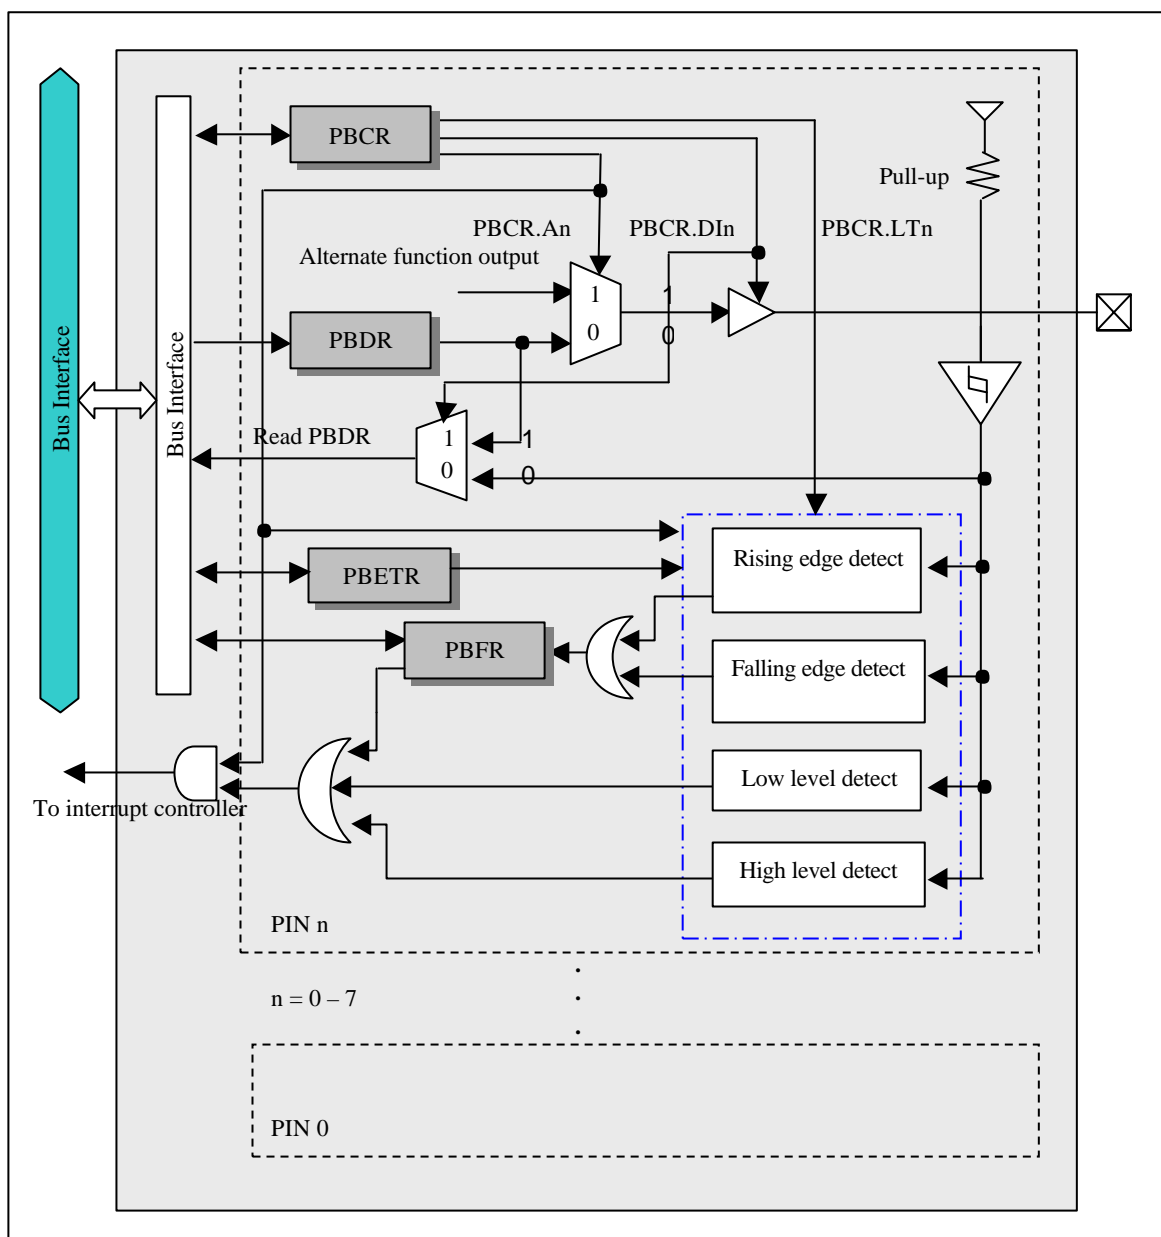 PBCR
Pull-up
PBCR.An
PBCR.DIn
PBCR.LTn
Alternate function output
1
0
1
0
PBDR
Bus Interface
Bus Interface
Read PBDR
1
0
1
0
Rising edge detect
PBETR
PBFR
Falling edge detect
Low level detect
To interrupt controller
High level detect
PIN n
n = 0 – 7
PIN 0